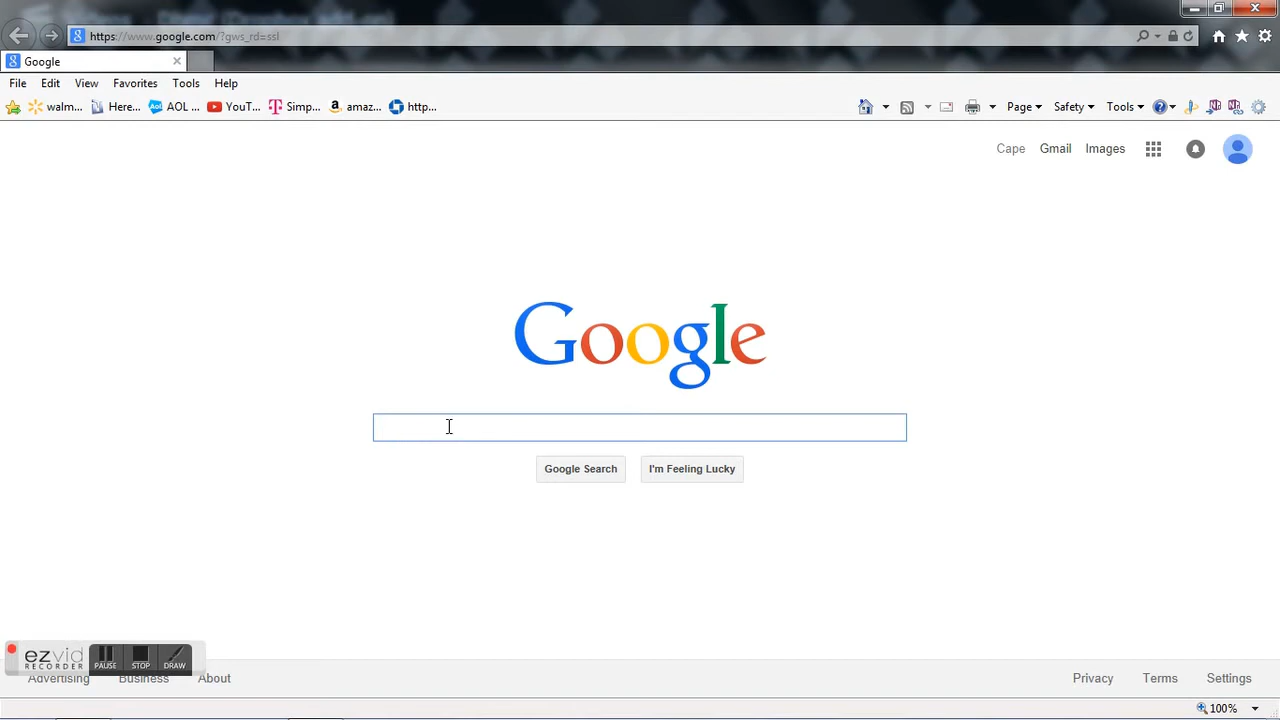 https://www.google.com/?gws_rd=ssl
Google
File Edit View Favorites Tools Help
walm... Here... AOL ... YouT... Simp... amaz... http... Page Safety Tools
Cape Gmail Images
Google
Google Search I'm Feeling Lucky
ezvid
RECORDER PAUSE STOP DRAW
Advertising Business About Privacy Terms Settings
100%